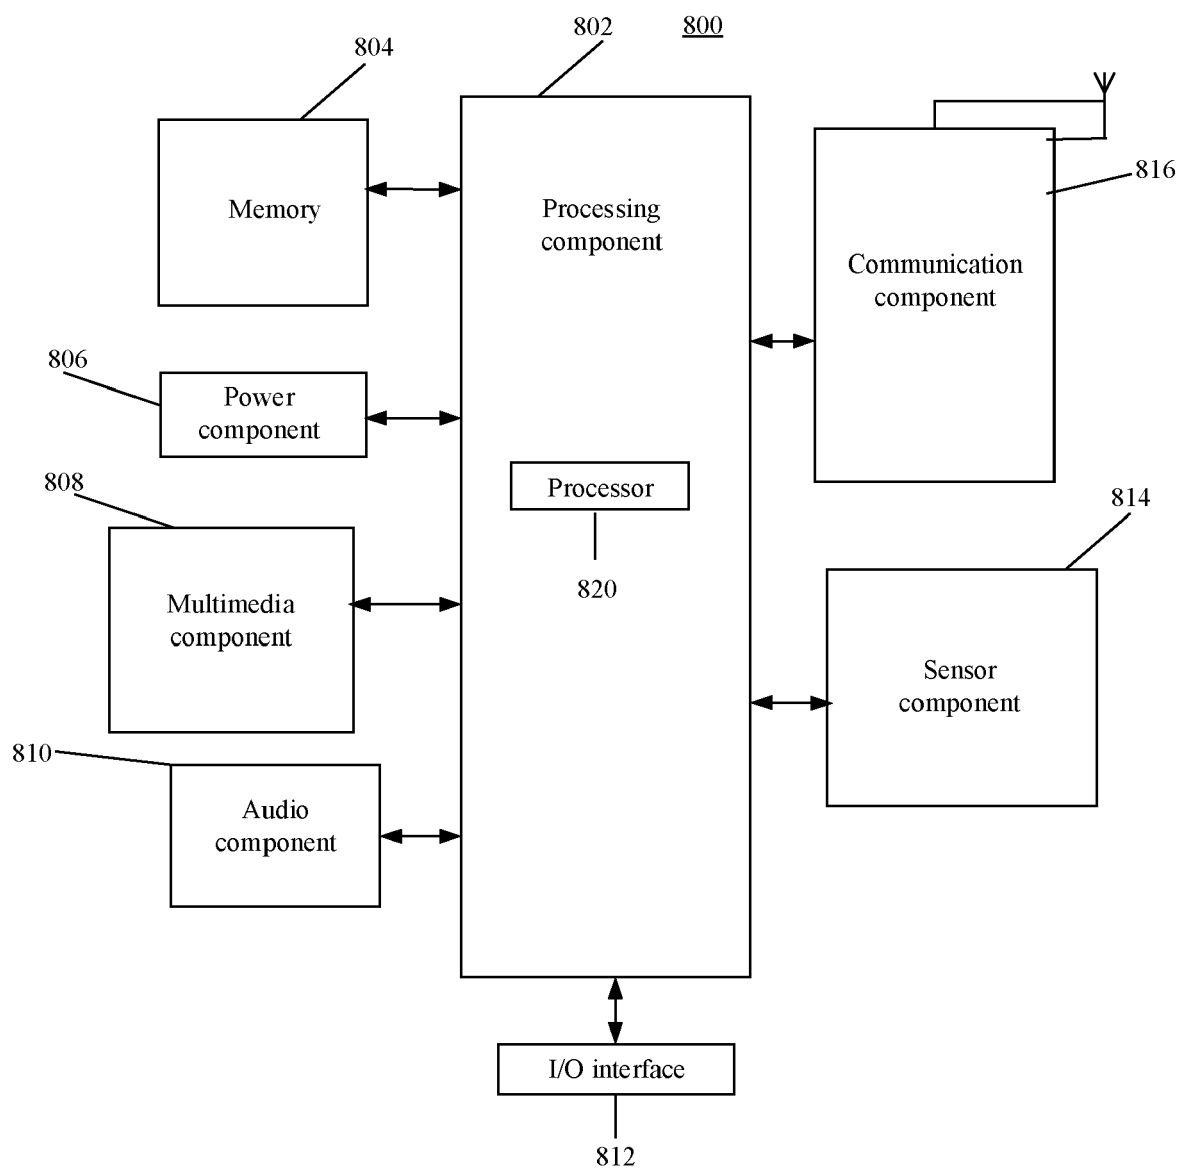 802
800
804
816
Memory
Processing
component
Communication
component
806
Power
component
808
Processor
814
820
Multimedia
component
Sensor
component
810
Audio
component
I/O interface
812